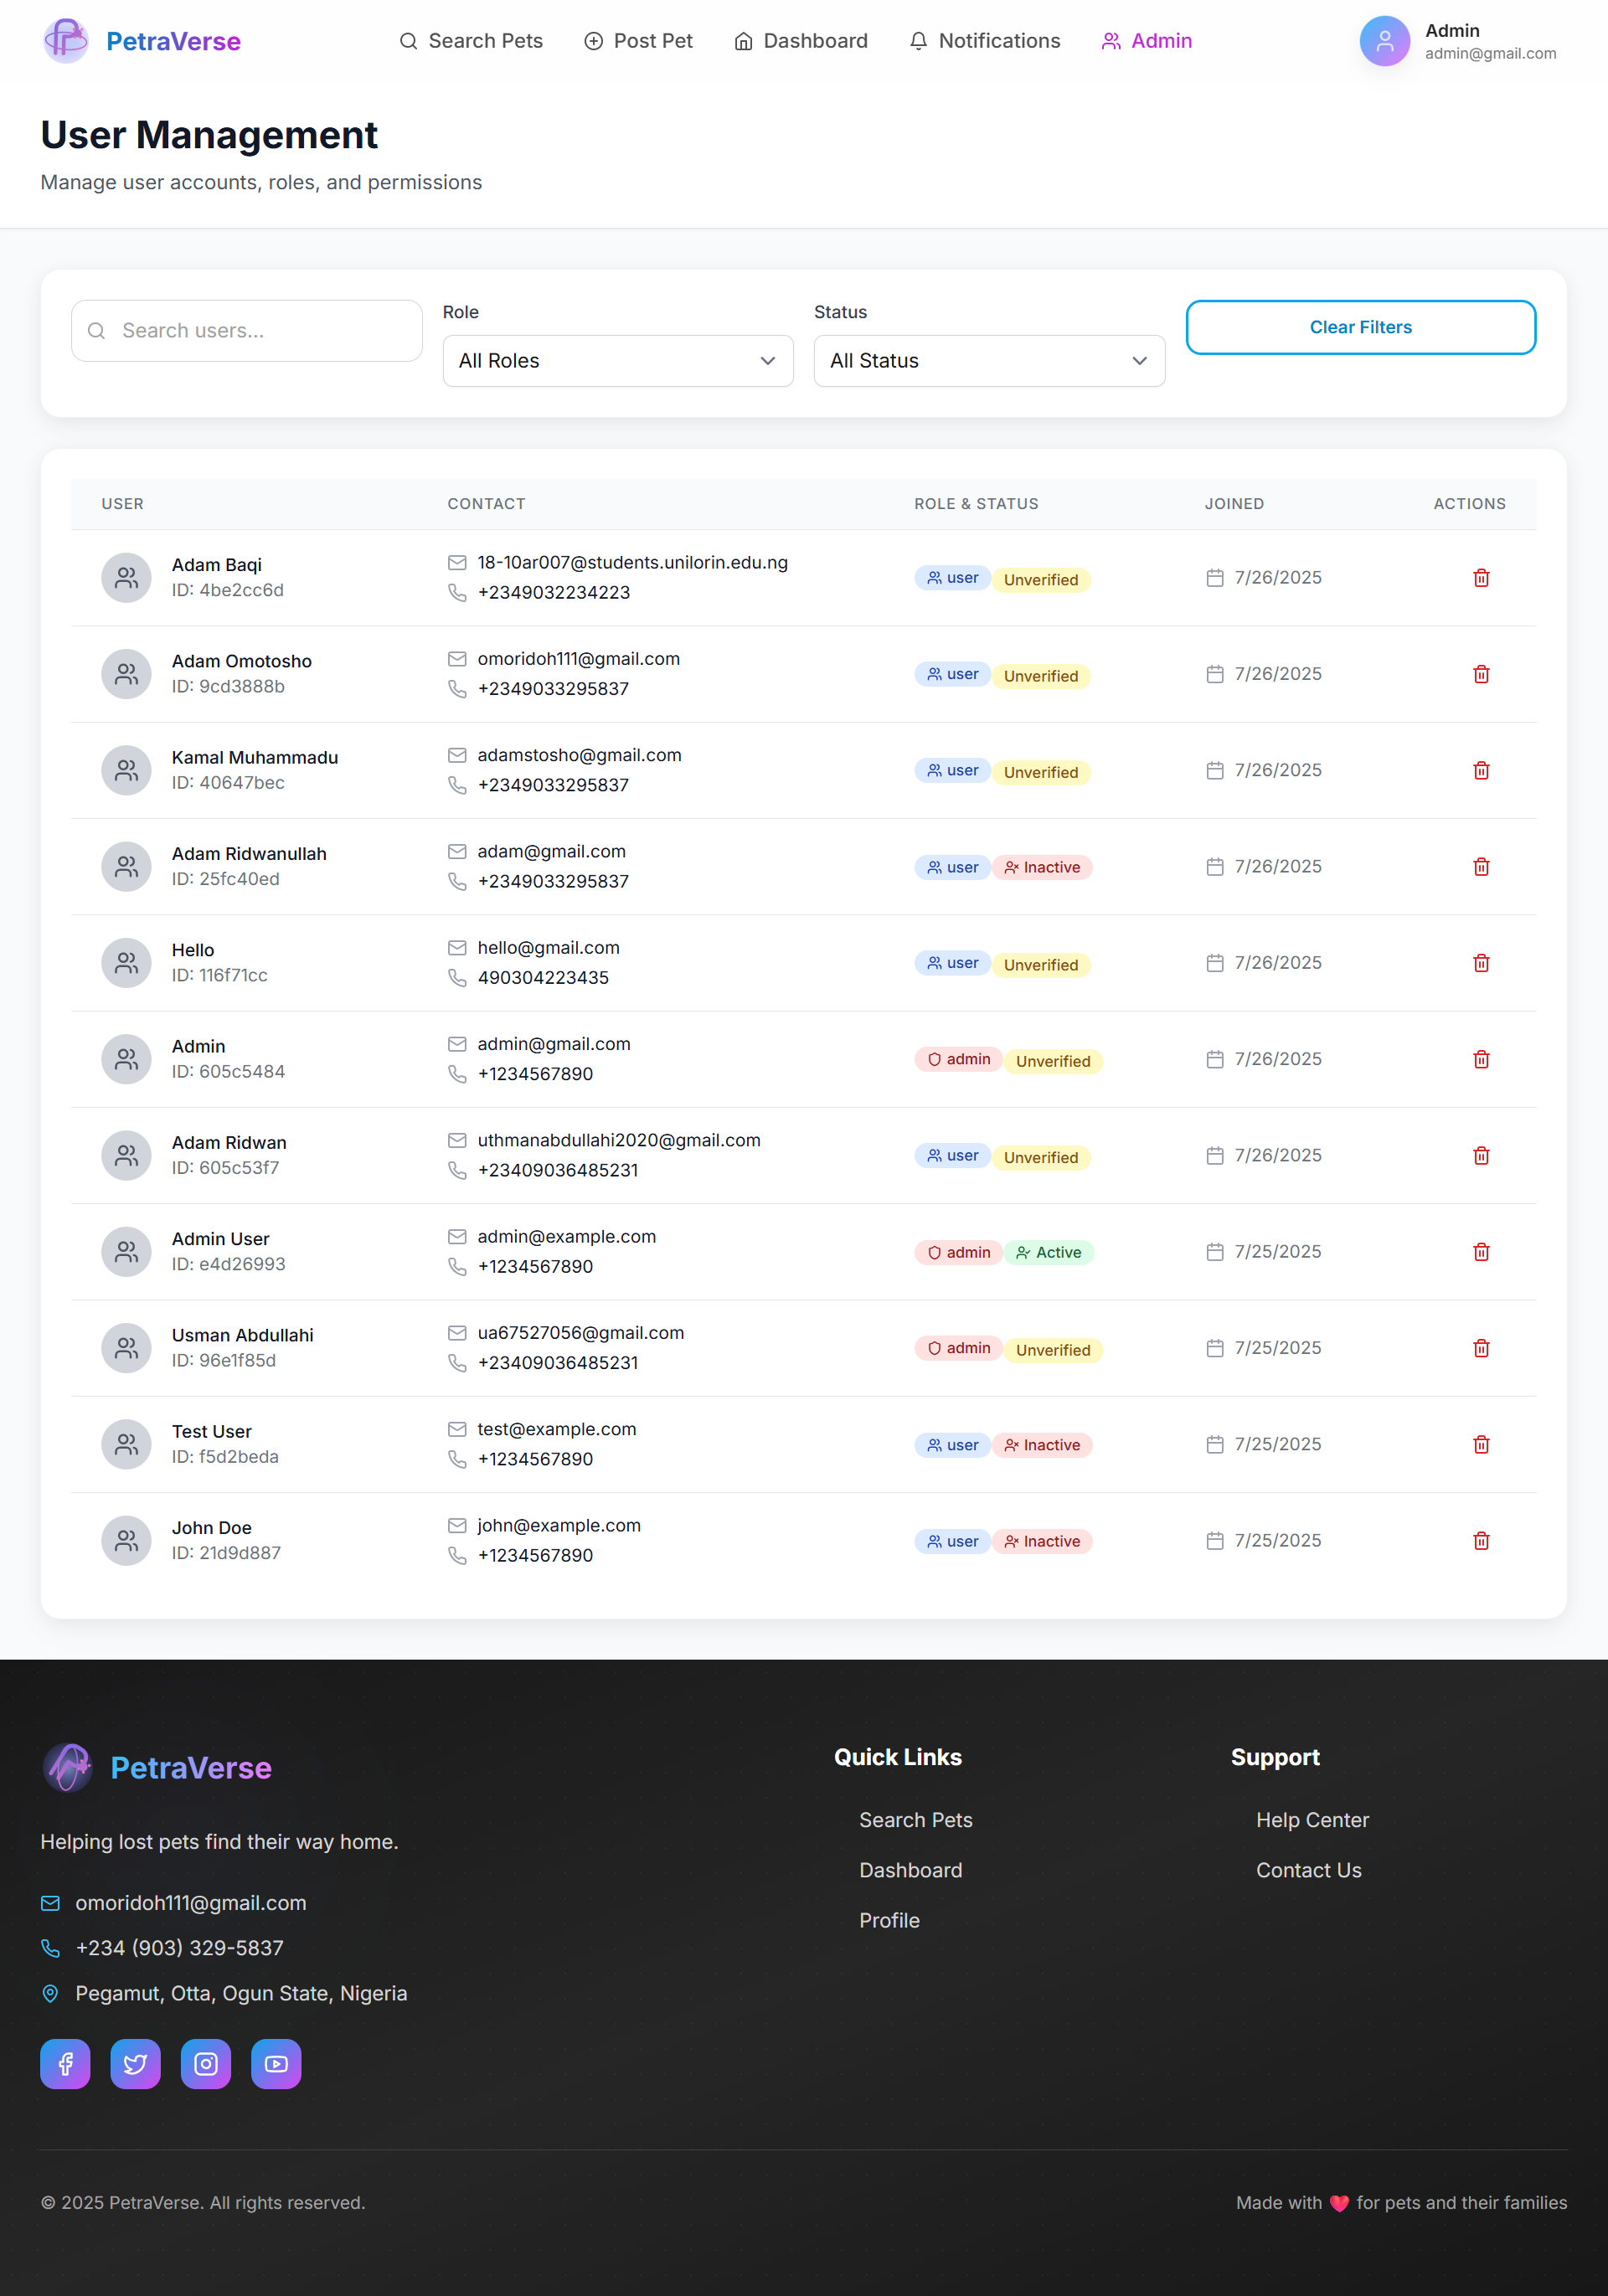 PetraVerse
Search Pets
Post Pet
Dashboard
Notifications
Admin
Admin
admin@gmail.com
User Management
Manage user accounts, roles, and permissions
Search users...
Role
All Roles
Status
All Status
Clear Filters
USER CONTACT ROLE & STATUS JOINED ACTIONS
Adam Baqi
ID: 4be2cc6d
18-10ar007@students.unilorin.edu.ng
+2349032234223
user Unverified
7/26/2025
Adam Omotosho
ID: 9cd3888b
omoridoh111@gmail.com
+2349033295837
user Unverified
7/26/2025
Kamal Muhammadu
ID: 40647bec
adamstosho@gmail.com
+2349033295837
user Unverified
7/26/2025
Adam Ridwanullah
ID: 25fc40ed
adam@gmail.com
+2349033295837
user Inactive
7/26/2025
Hello
ID: 116f71cc
hello@gmail.com
490304223435
user Unverified
7/26/2025
Admin
ID: 605c5484
admin@gmail.com
+1234567890
admin Unverified
7/26/2025
Adam Ridwan
ID: 605c53f7
uthmanabdullahi2020@gmail.com
+23409036485231
user Unverified
7/26/2025
Admin User
ID: e4d26993
admin@example.com
+1234567890
admin Active
7/25/2025
Usman Abdullahi
ID: 96e1f85d
ua67527056@gmail.com
+23409036485231
admin Unverified
7/25/2025
Test User
ID: f5d2beda
test@example.com
+1234567890
user Inactive
7/25/2025
John Doe
ID: 21d9d887
john@example.com
+1234567890
user Inactive
7/25/2025
PetraVerse
Helping lost pets find their way home.
omoridoh111@gmail.com
+234 (903) 329-5837
Pegamut, Otta, Ogun State, Nigeria
Quick Links
Search Pets
Dashboard
Profile
Support
Help Center
Contact Us
© 2025 PetraVerse. All rights reserved.
Made with ❤️ for pets and their families